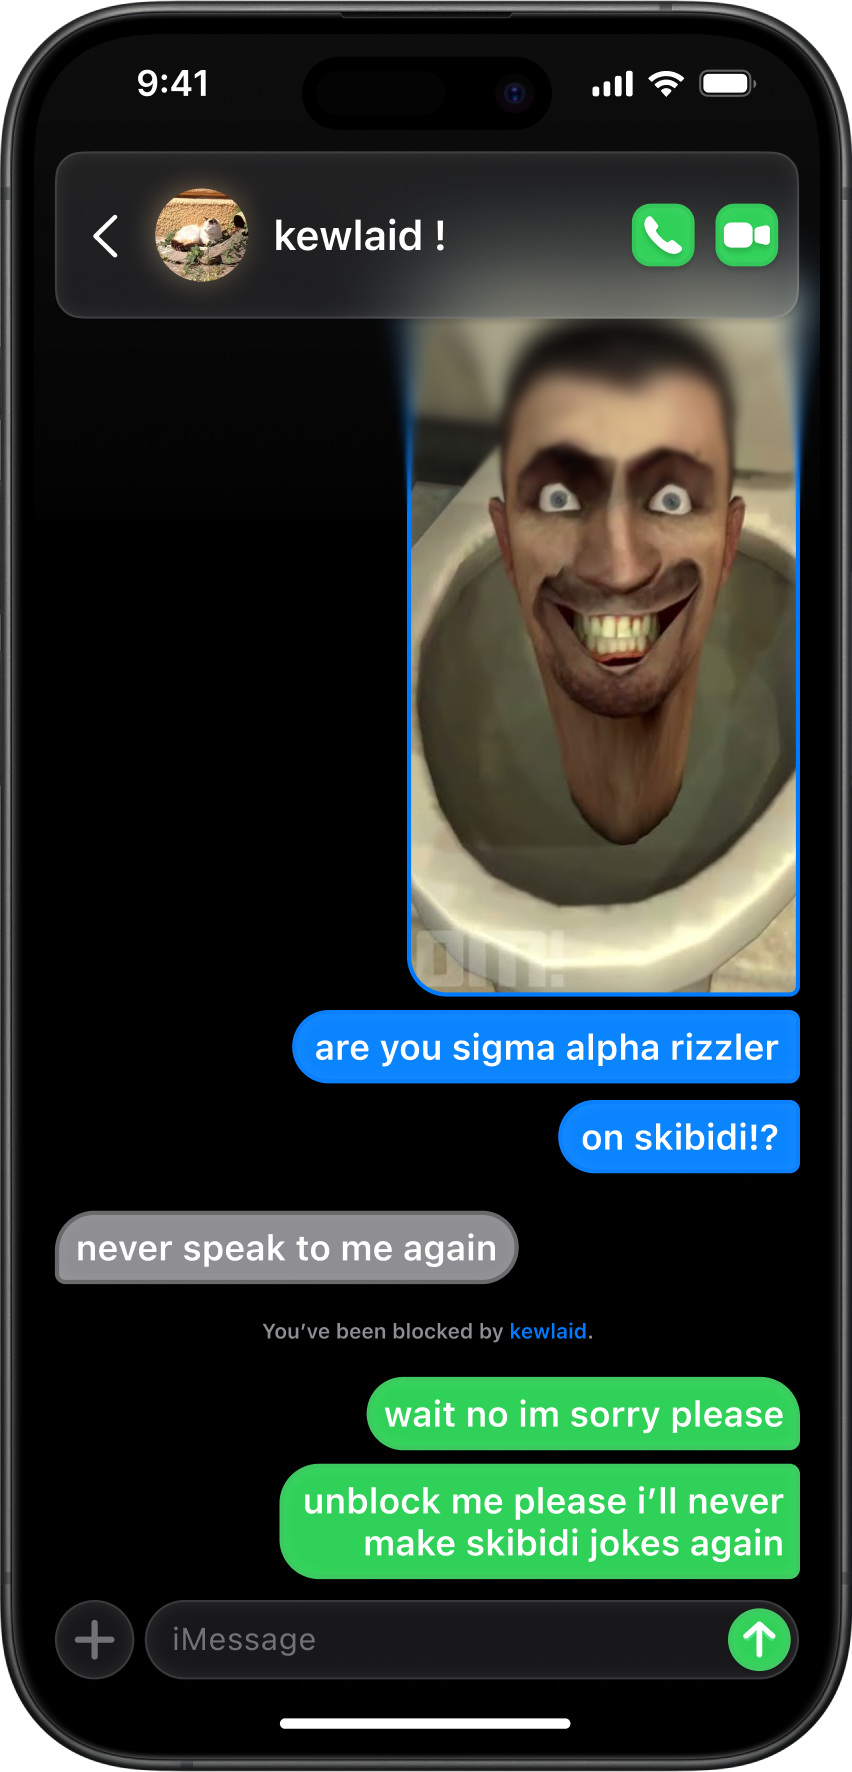 9:41
kewlaid !
OM!
are you sigma alpha rizzler
on skibidi!?
never speak to me again
You’ve been blocked by kewlaid.
wait no im sorry please
unblock me please i’ll never
make skibidi jokes again
iMessage